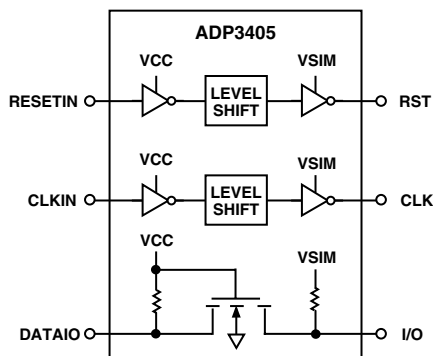 ADP3405
VCC
VSIM
RESETIN
LEVEL
SHIFT
RST
VCC
VSIM
CLKIN
LEVEL
SHIFT
CLK
VCC
VSIM
DATAIO
I/O